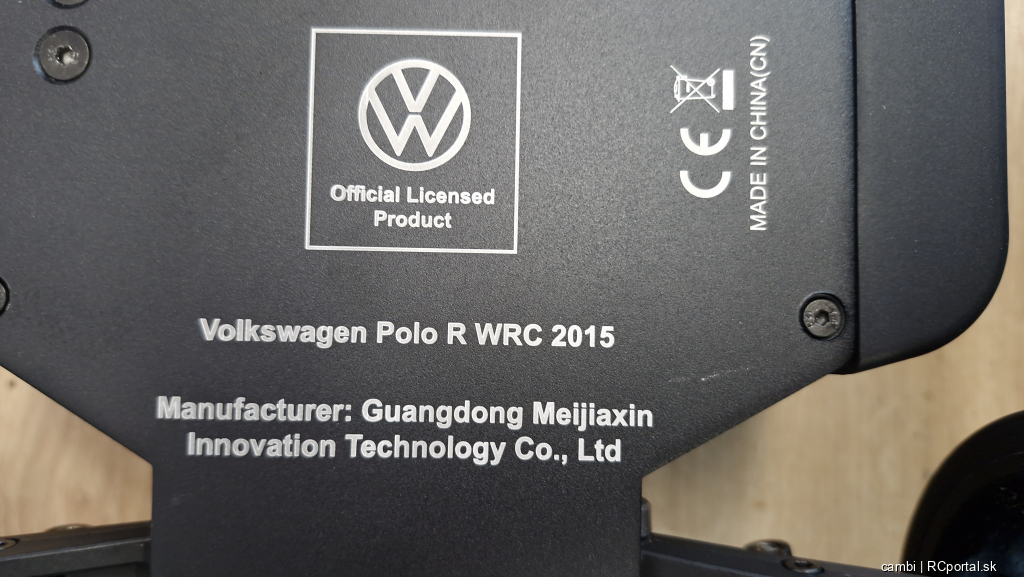 Official Licensed
Product
CE
MADE IN CHINA(CN)
Volkswagen Polo R WRC 2015
Manufacturer: Guangdong Meijiaxin
Innovation Technology Co., Ltd
cambi | RCportal.sk